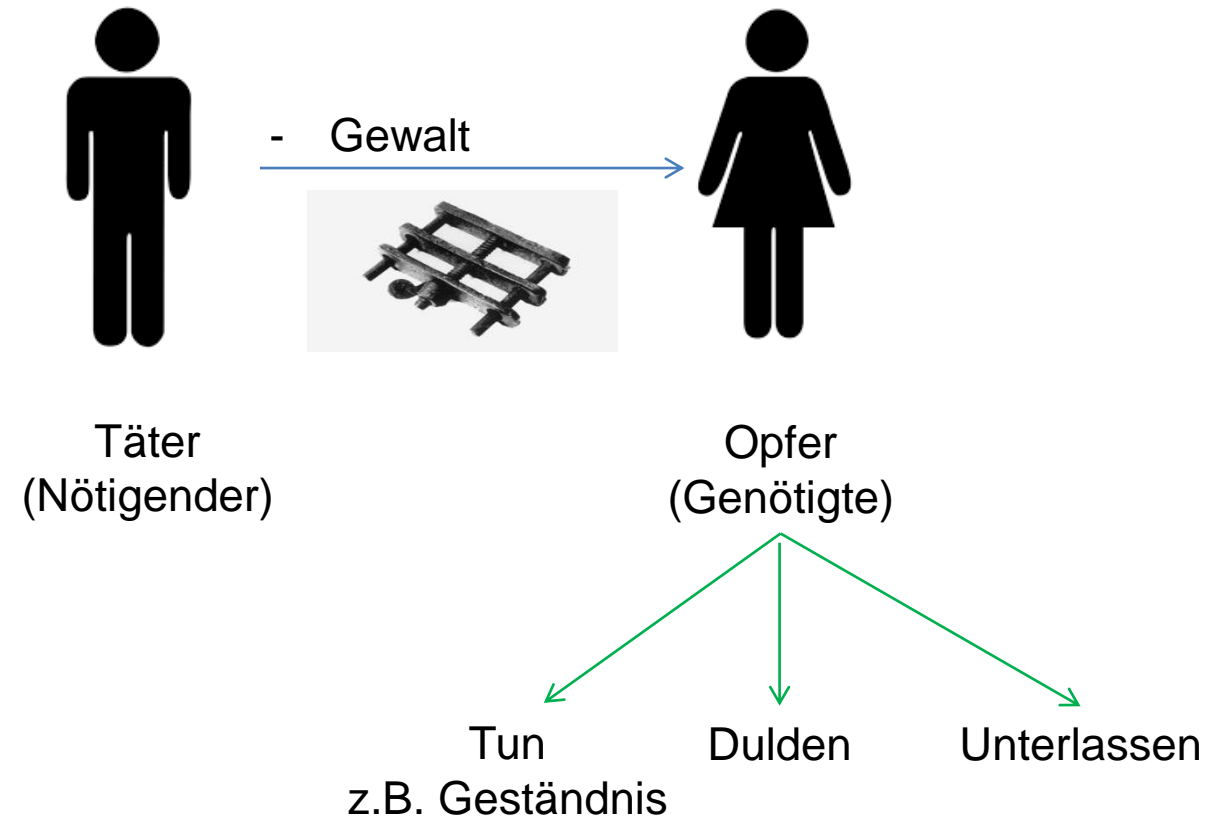 - Gewalt
Täter
(Nötigender)
Opfer
(Genötigte)
Tun
z.B. Geständnis
Dulden
Unterlassen